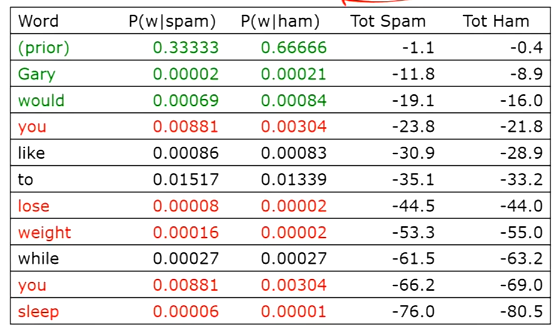 Word P(w|spam) P(w|ham) Tot Spam Tot Ham
(prior) 0.33333 0.66666 -1.1 -0.4
Gary 0.00002 0.00021 -11.8 -8.9
would 0.00069 0.00084 -19.1 -16.0
you 0.00881 0.00304 -23.8 -21.8
like 0.00086 0.00083 -30.9 -28.9
to 0.01517 0.01339 -35.1 -33.2
lose 0.00008 0.00002 -44.5 -44.0
weight 0.00016 0.00002 -53.3 -55.0
while 0.00027 0.00027 -61.5 -63.2
you 0.00881 0.00304 -66.2 -69.0
sleep 0.00006 0.00001 -76.0 -80.5